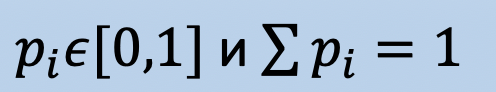 pᵢϵ[0,1] и ∑ pᵢ = 1